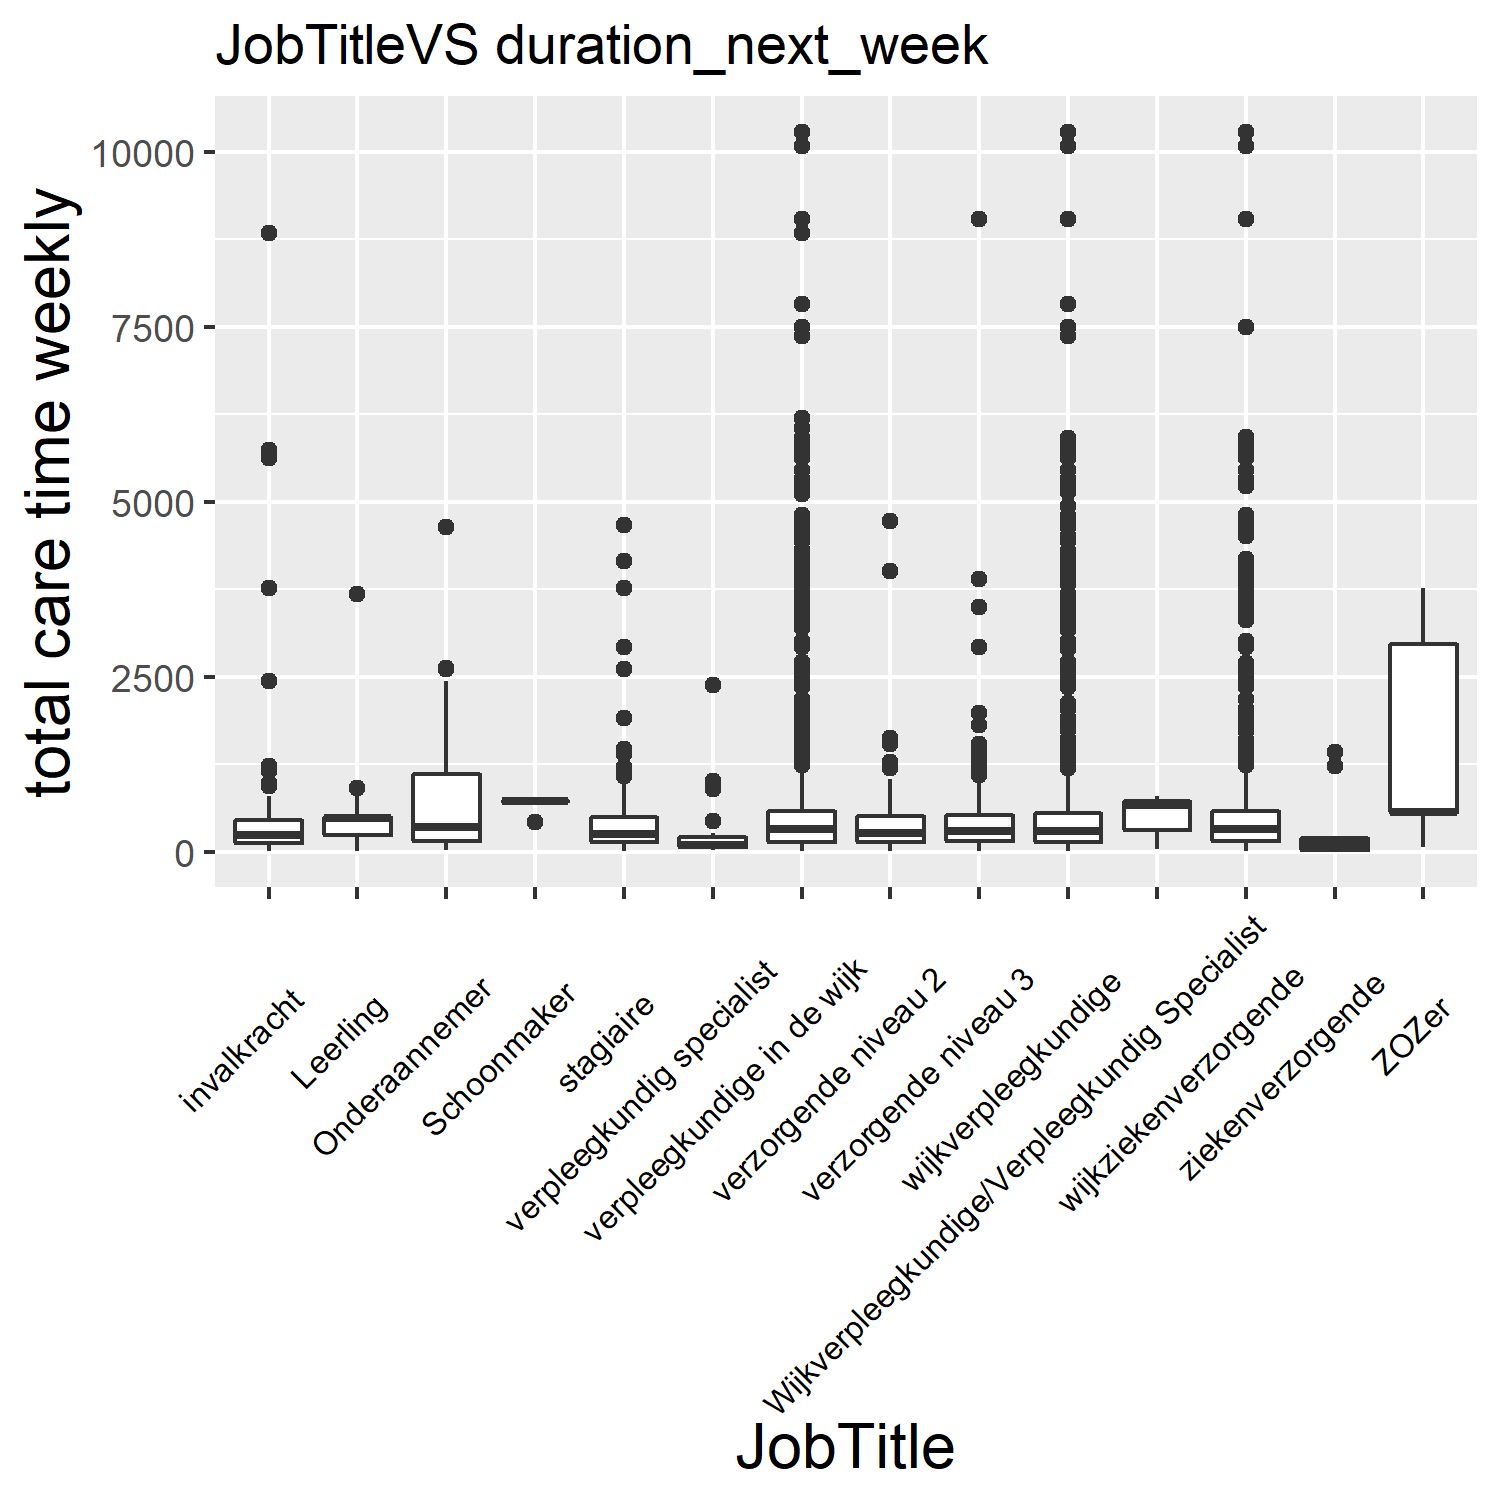 JobTitleVS duration_next_week
total care time weekly
10000
7500
5000
2500
0
invalkracht
Leerling
Onderaannemer
Schoonmaker
stagiaire
verpleegkundig specialist
verpleegkundige in de wijk
verzorgende niveau 2
verzorgende niveau 3
wijkverpleegkundige
Wijkverpleegkundige/Verpleegkundig Specialist
wijkziekenverzorgende
ziekenverzorgende
ZOZer
JobTitle